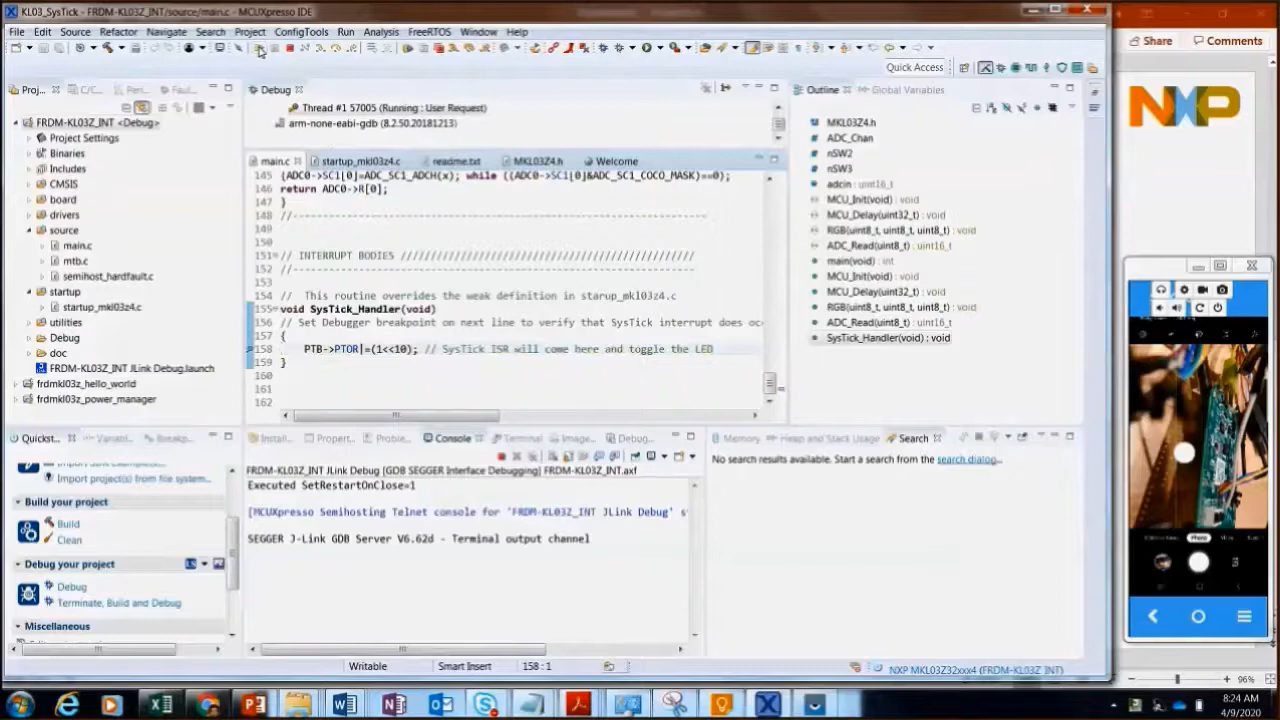 KL03_SysTick - FRDM-KL03Z_INT/source/main.c - MCUXpresso IDE
File Edit Source Refactor Navigate Search Project ConfigTools Run Analysis FreeRTOS Window Help
Share Comments
Quick Access
Proj... C/C... Peri... Faul...
FRDM-KL03Z_INT <Debug>
Project Settings
Binaries
Includes
CMSIS
board
drivers
source
main.c
mtb.c
semihost_hardfault.c
startup
startup_mkl03z4.c
utilities
Debug
doc
FRDM-KL03Z_INT JLink Debug.launch
frdmkl03z_hello_world
frdmkl03z_power_manager
Debug
Thread #1 57005 (Running : User Request)
arm-none-eabi-gdb (8.2.50.20181213)
main.c startup_mkl03z4.c readme.txt MKL03Z4.h Welcome
145 {ADC0->SC1[0]=ADC_SC1_ADCH(x); while ((ADC0->SC1[0]&ADC_SC1_COCO_MASK)==0);
146 return ADC0->R[0];
147 }
148 //----------------------------------------------------------------
149
150
151 // INTERRUPT BODIES /////////////////////////////////////////////
152 //--------------------------------------------------------------
153
154 // This routine overrides the weak definition in starup_mkl03z4.c
155 void SysTick_Handler(void)
156 // Set Debugger breakpoint on next line to verify that SysTick interrupt does oc
157 {
158 PTB->PTOR|=(1<<10); // SysTick ISR will come here and toggle the LED
159 }
160
161
162
Outline Global Variables
MKL03Z4.h
ADC_Chan
nSW2
nSW3
adcin : uint16_t
MCU_Init(void) : void
MCU_Delay(uint32_t) : void
RGB(uint8_t, uint8_t, uint8_t) : void
ADC_Read(uint8_t) : uint16_t
main(void) : int
MCU_Init(void) : void
MCU_Delay(uint32_t) : void
RGB(uint8_t, uint8_t, uint8_t) : void
ADC_Read(uint8_t) : uint16_t
SysTick_Handler(void) : void
NXP
Quickst... Variabl... Breakp...
Import project(s) from file system...
Build your project
Build
Clean
Debug your project
Debug
Terminate, Build and Debug
Miscellaneous
Install... Propert... Proble... Console Terminal Image... Debug...
FRDM-KL03Z_INT JLink Debug [GDB SEGGER Interface Debugging] FRDM-KL03Z_INT.axf
Executed SetRestartOnClose=1
[MCUXpresso Semihosting Telnet console for 'FRDM-KL03Z_INT JLink Debug' s
SEGGER J-Link GDB Server V6.62d - Terminal output channel
Memory Heap and Stack Usage Search
No search results available. Start a search from the search dialog...
Writable Smart Insert 158 : 1
NXP MKL03Z32xxx4 (FRDM-KL03Z_INT)
96%
8:24 AM
4/9/2020